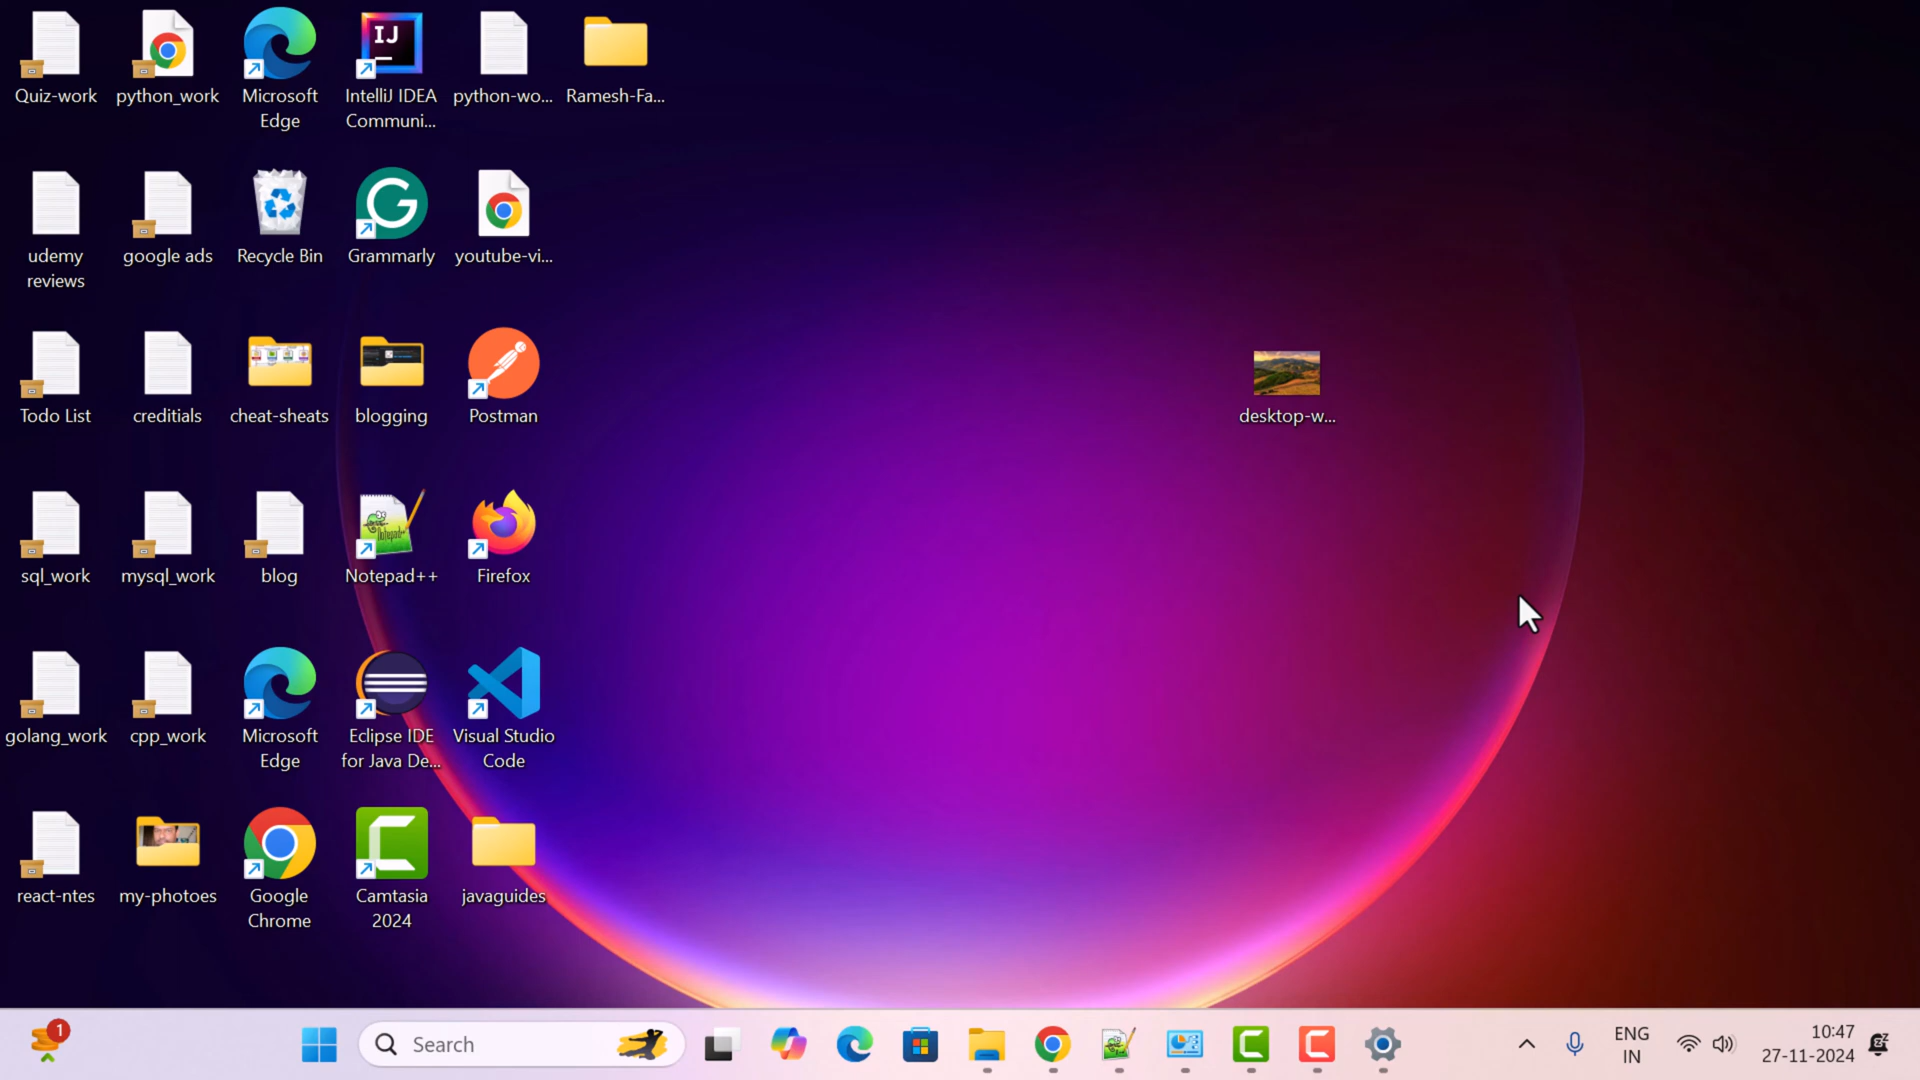 Quiz-work
python_work
Microsoft
Edge
IntelliJ IDEA
Communi...
python-wo...
Ramesh-Fa...
udemy
reviews
google ads
Recycle Bin
Grammarly
youtube-vi...
Todo List
creditials
cheat-sheats
blogging
Postman
desktop-w...
sql_work
mysql_work
blog
Notepad++
Firefox
golang_work
cpp_work
Microsoft
Edge
Eclipse IDE
for Java De...
Visual Studio
Code
react-ntes
my-photoes
Google
Chrome
Camtasia
2024
javaguides
IJ
1
Search
ENG
IN
10:47
27-11-2024